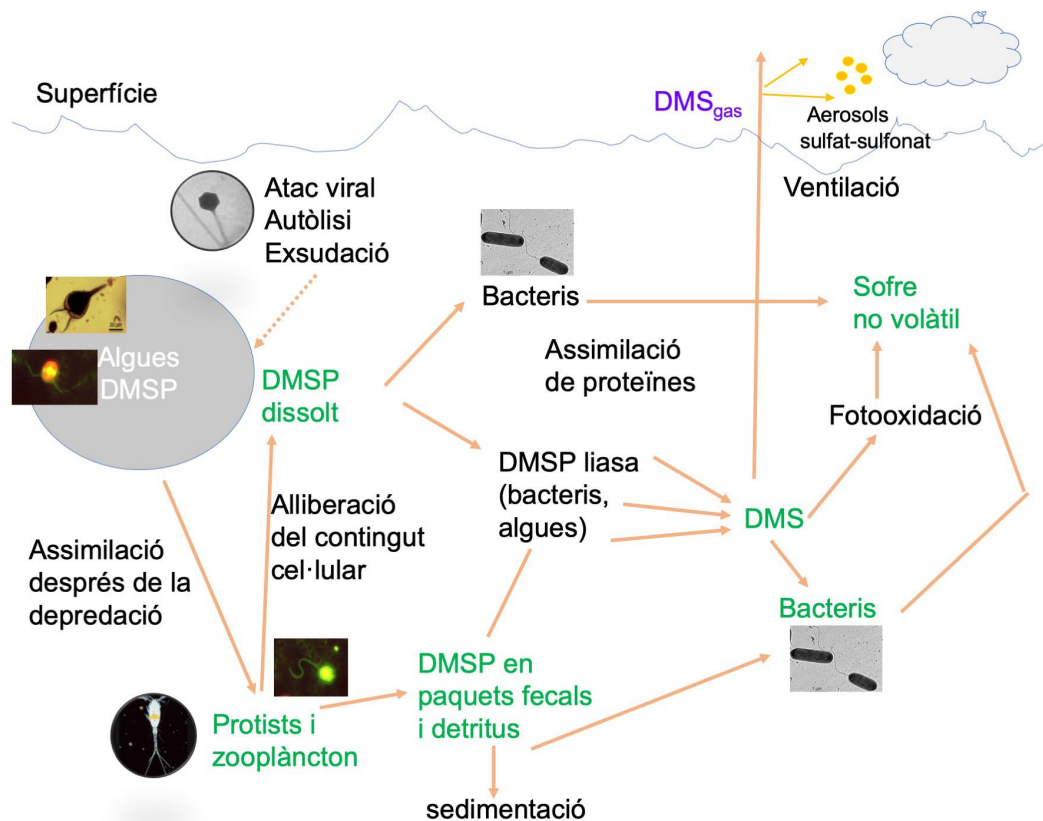 Superfície
DMSgas
Aerosols
sulfat-sulfonat
Ventilació
Atac viral
Autòlisi
Exsudació
Bacteris
Sofre
no volàtil
Algues
DMSP
DMSP
dissolt
Assimilació
de proteïnes
Fotooxidació
DMSP liasa
(bacteris,
algues)
DMS
Alliberació
del contingut
cel·lular
Assimilació
després de la
depredació
Bacteris
DMSP en
paquets fecals
i detritus
Protists i
zooplàncton
sedimentació